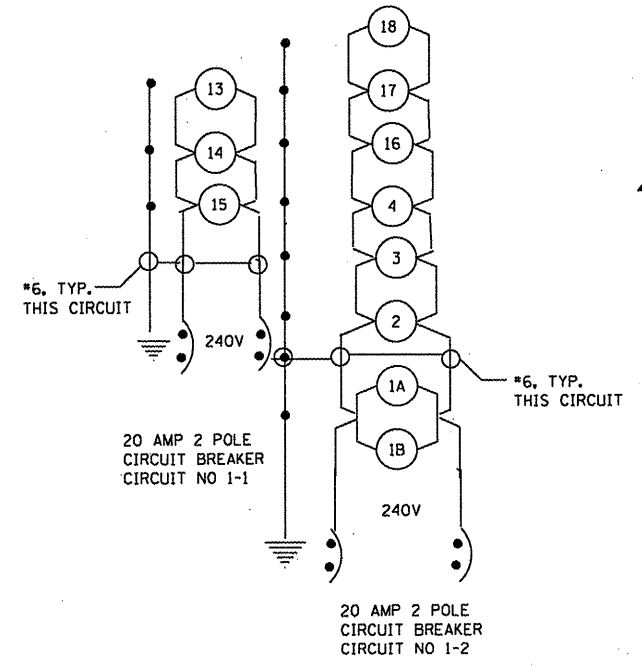 18
13
17
14
16
15
4
3
*6, TYP.
THIS CIRCUIT
240V
2
1A
*6, TYP.
THIS CIRCUIT
20 AMP 2 POLE
CIRCUIT BREAKER
CIRCUIT NO 1-1
1B
240V
20 AMP 2 POLE
CIRCUIT BREAKER
CIRCUIT NO 1-2